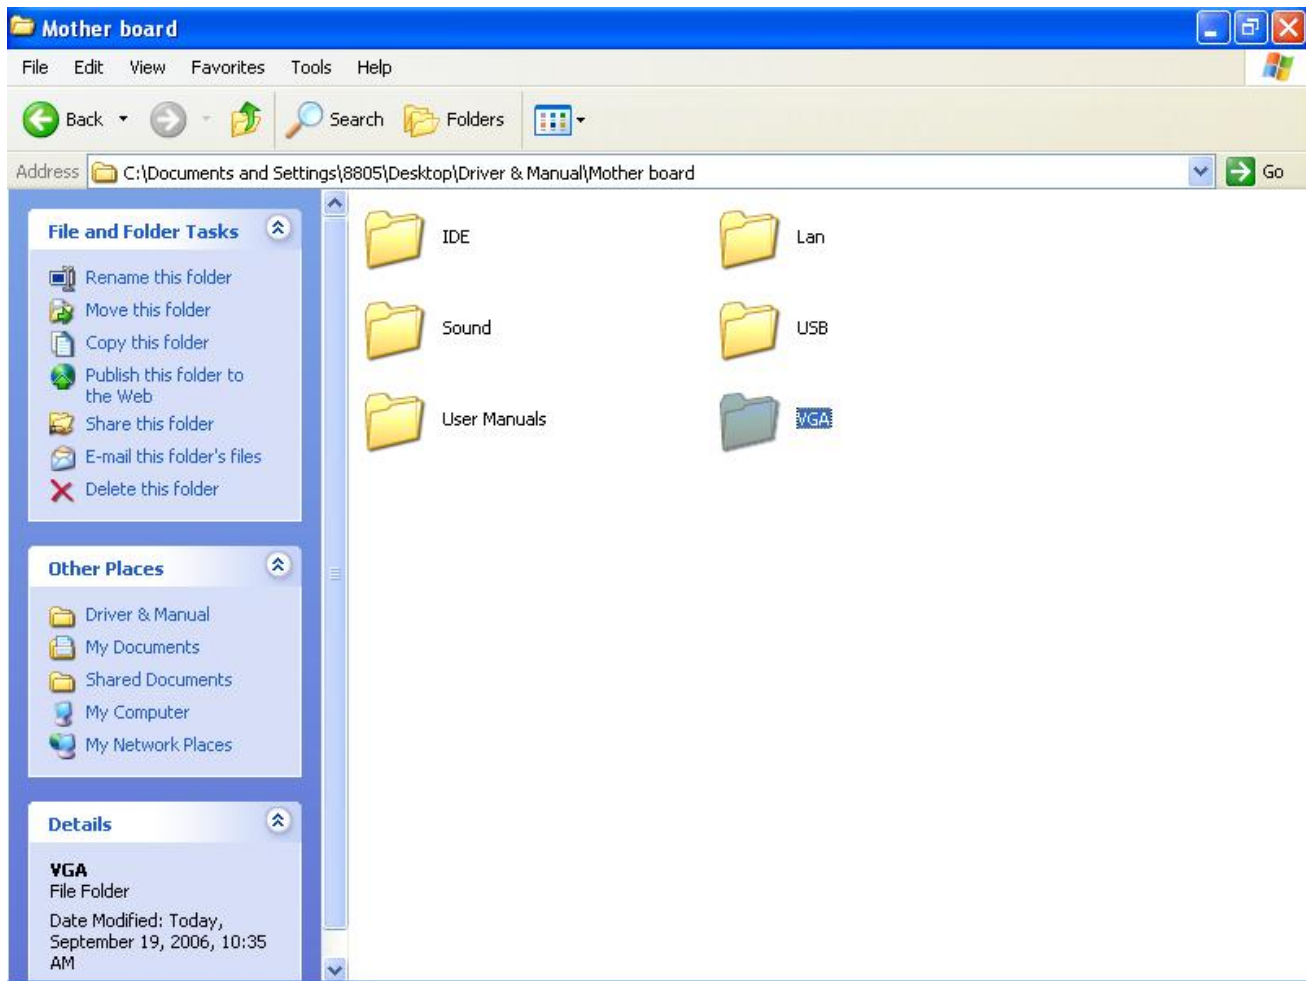 Mother board
File Edit View Favorites Tools Help
Back Search Folders
Address C:\Documents and Settings\8805\Desktop\Driver & Manual\Mother board Go
File and Folder Tasks
Rename this folder
Move this folder
Copy this folder
Publish this folder to
the Web
Share this folder
E-mail this folder's files
Delete this folder
Other Places
Driver & Manual
My Documents
Shared Documents
My Computer
My Network Places
Details
VGA
File Folder
Date Modified: Today,
September 19, 2006, 10:35
AM
IDE Lan
Sound USB
User Manuals VGA